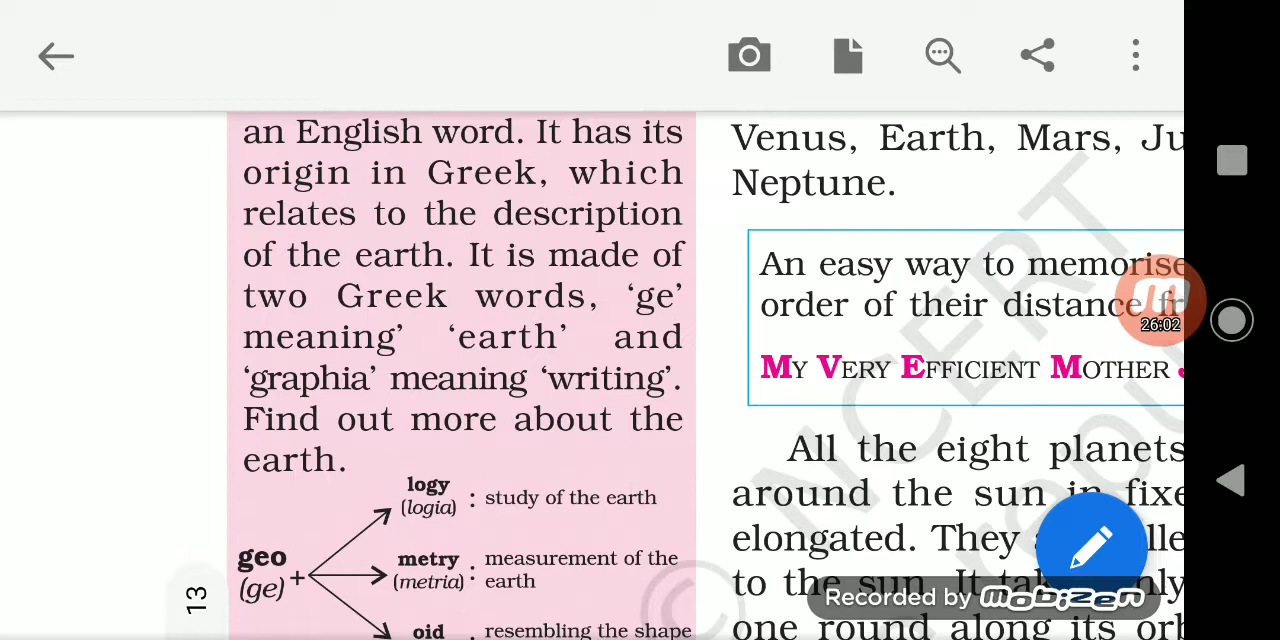 an English word. It has its
origin in Greek, which
relates to the description
of the earth. It is made of
two Greek words, ‘ge’
meaning’ ‘earth’ and
‘graphia’ meaning ‘writing’.
Find out more about the
earth.
logy
(logia) : study of the earth
geo
(ge) +
metry
(metria) : measurement of the
earth
oid : resembling the shape
13
Venus, Earth, Mars, Ju
Neptune.
An easy way to memorise
order of their distance fr
MY VERY EFFICIENT MOTHER
All the eight planets
around the sun in fixe
elongated. They
to the sun. It
one round along its orb
26:02
Recorded by mobizen
© NCERT